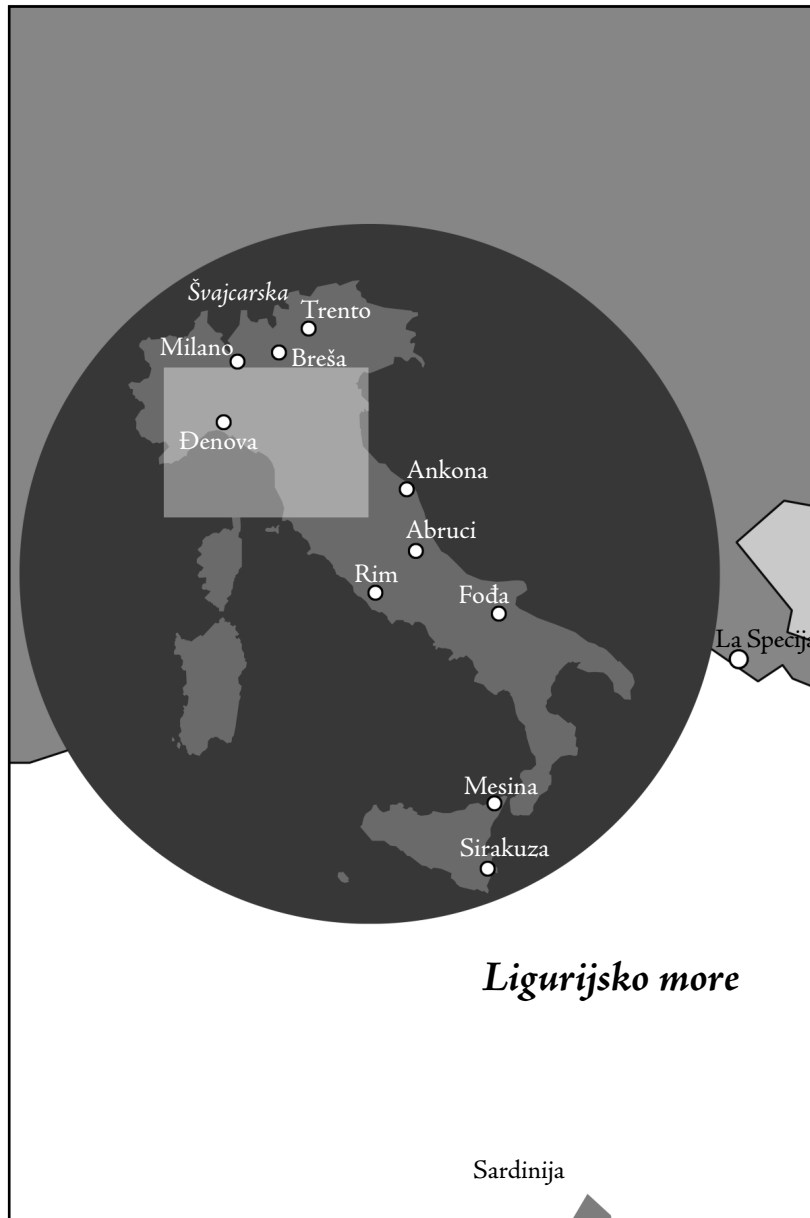 Švajcarska
Trento
Milano
Breša
Đenova
Ankona
Abruci
Rim
Fođa
La Specija
Mesina
Sirakuza
Ligurijsko more
Sardinija